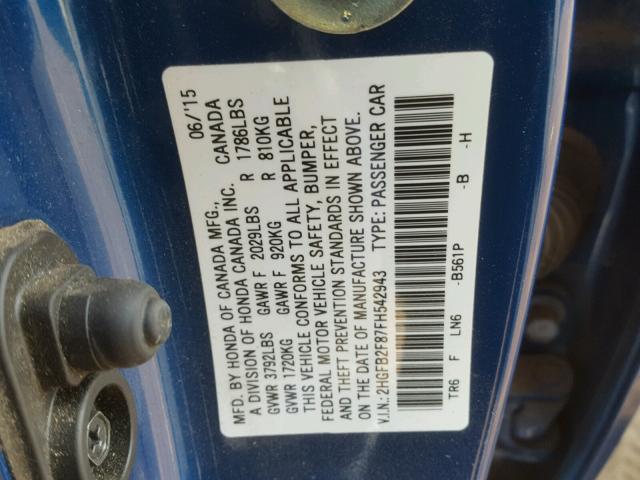 MFD. BY HONDA OF CANADA MFG., 06/'15
A DIVISION OF HONDA CANADA INC. CANADA
GVWR 3792LBS GAWR F 2029LBS R 1786LBS
GVWR 1720KG GAWR F 920KG R 810KG
THIS VEHICLE CONFORMS TO ALL APPLICABLE
FEDERAL MOTOR VEHICLE SAFETY, BUMPER,
AND THEFT PREVENTION STANDARDS IN EFFECT
ON THE DATE OF MANUFACTURE SHOWN ABOVE.
V.I.N.: 2HGFB2F87FH542943 TYPE: PASSENGER CAR
TR6 F LN6 -B561P -B -H